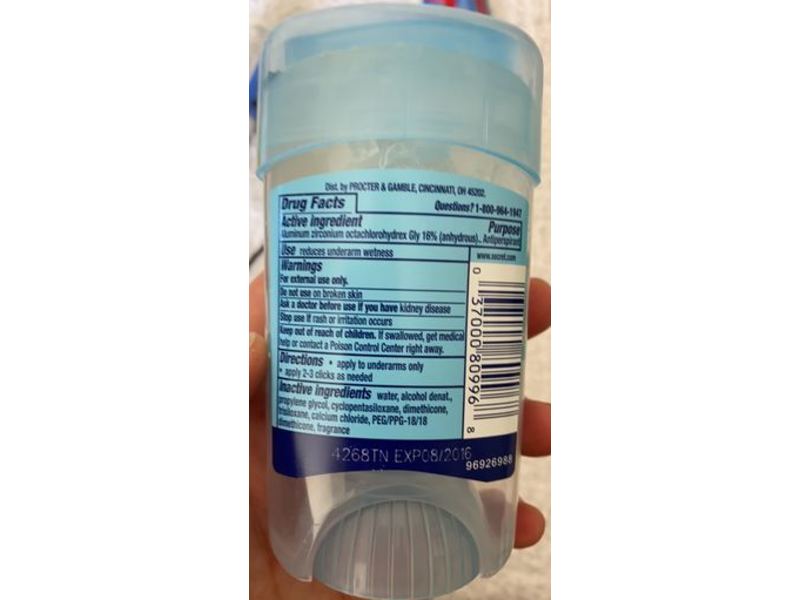 Dist. by PROCTER & GAMBLE, CINCINNATI, OH 45202.
Drug Facts
Questions? 1-800-964-1947
Active ingredient
Purpose
Aluminum zirconium octachlorohydrex Gly 16% (anhydrous).. Antiperspirant
Use reduces underarm wetness
www.secret.com
Warnings
For external use only.
Do not use on broken skin
Ask a doctor before use if you have kidney disease
Stop use if rash or irritation occurs
Keep out of reach of children. If swallowed, get medical
help or contact a Poison Control Center right away.
Directions • apply to underarms only
• apply 2-3 clicks as needed
Inactive ingredients water, alcohol denat.,
propylene glycol, cyclopentasiloxane, dimethicone,
trisiloxane, calcium chloride, PEG/PPG-18/18
dimethicone, fragrance
0 37000 80996 8
4268TN EXP08/2016
96926988